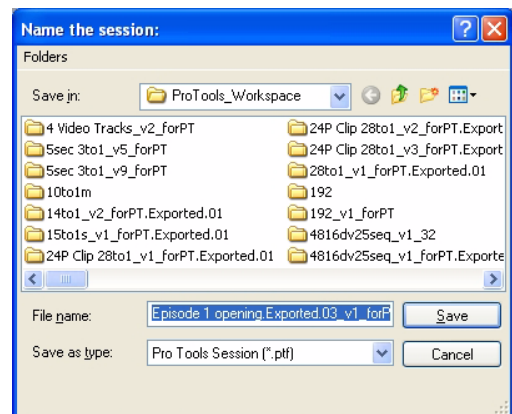 Name the session:
Folders
Save in: ProTools_Workspace
4 Video Tracks_v2_forPT
5sec 3to1_v5_forPT
5sec 3to1_v9_forPT
10to1m
14to1_v2_forPT.Exported.01
15to1s_v1_forPT.Exported.01
24P Clip 28to1_v1_forPT.Exported.01
24P Clip 28to1_v2_forPT.Export
24P Clip 28to1_v3_forPT.Export
28to1_v1_forPT.Exported.01
192
192_v1_forPT
4816dv25seq_v1_32
4816dv25seq_v1_forPT.Exporte
File name: Episode 1 opening.Exported.03_v1_forP Save
Save as type: Pro Tools Session (*.ptf) Cancel